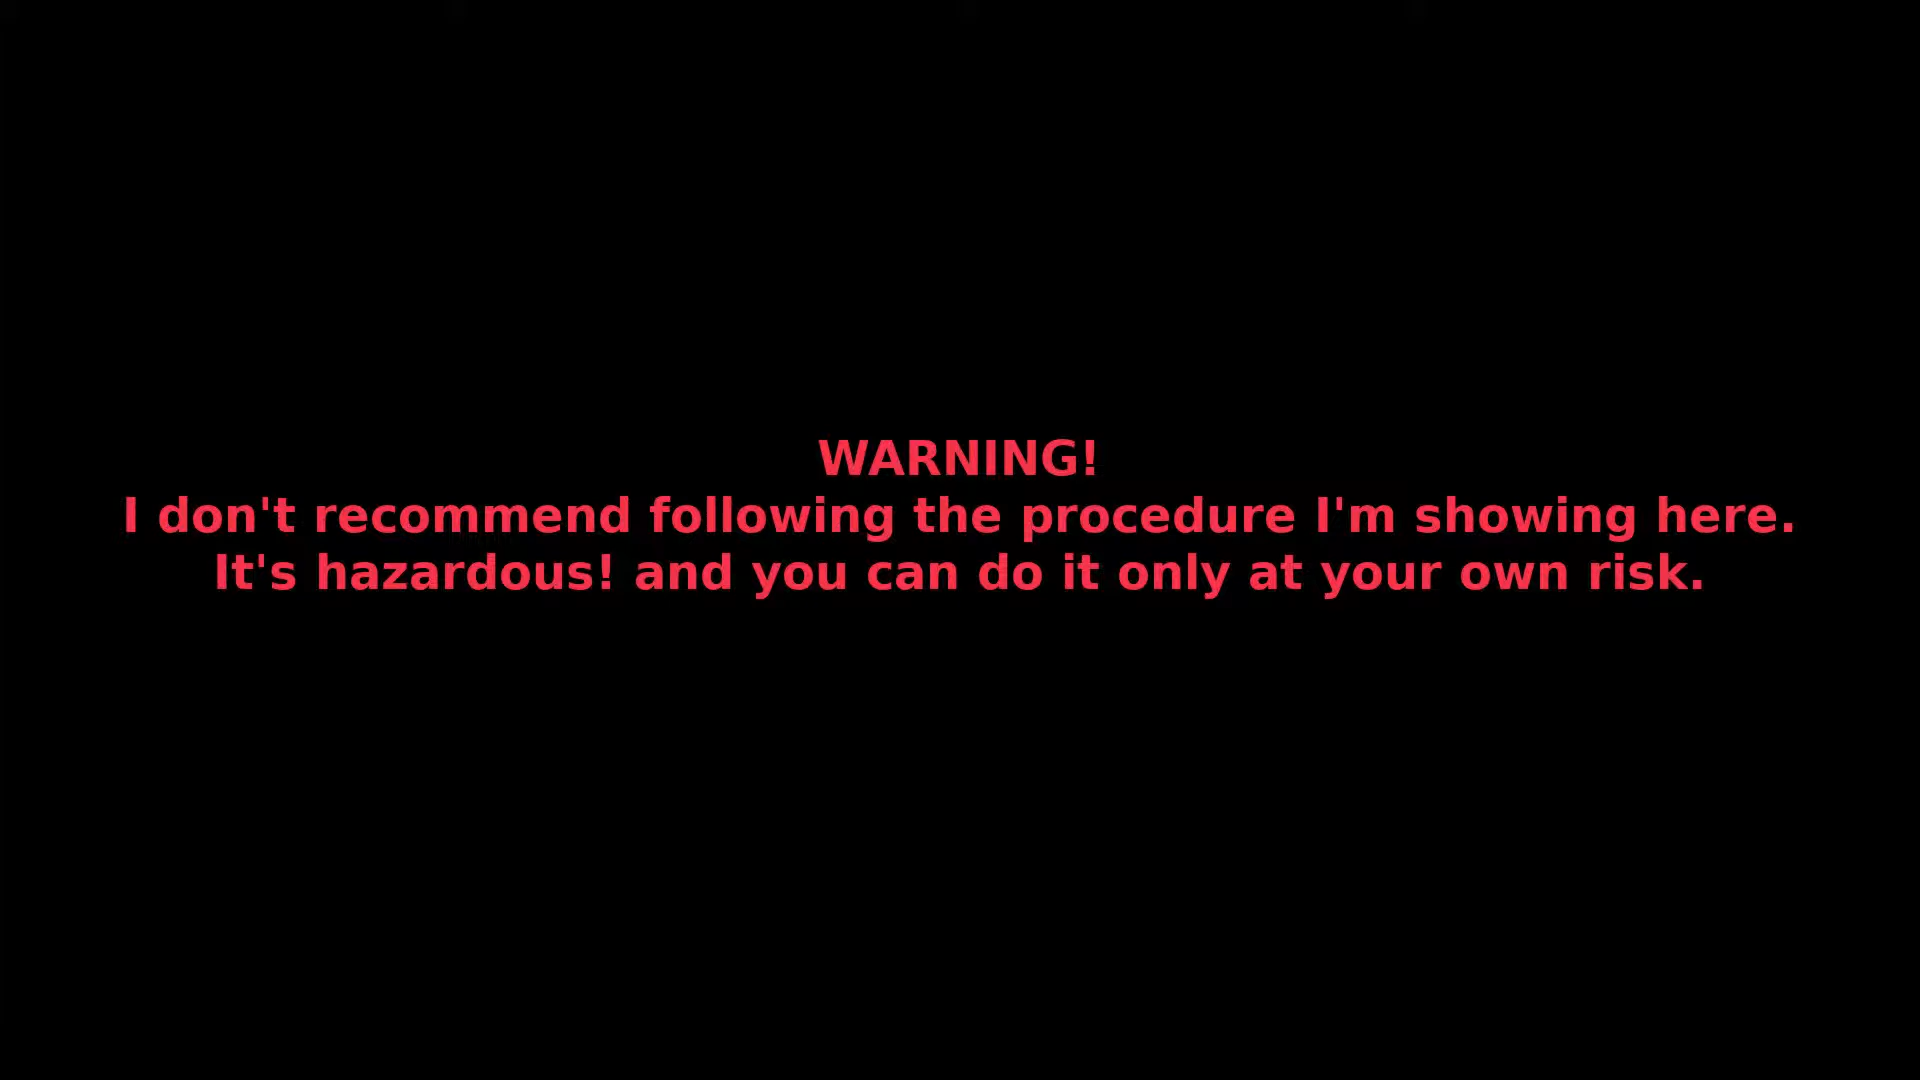 WARNING!
I don't recommend following the procedure I'm showing here.
It's hazardous! and you can do it only at your own risk.